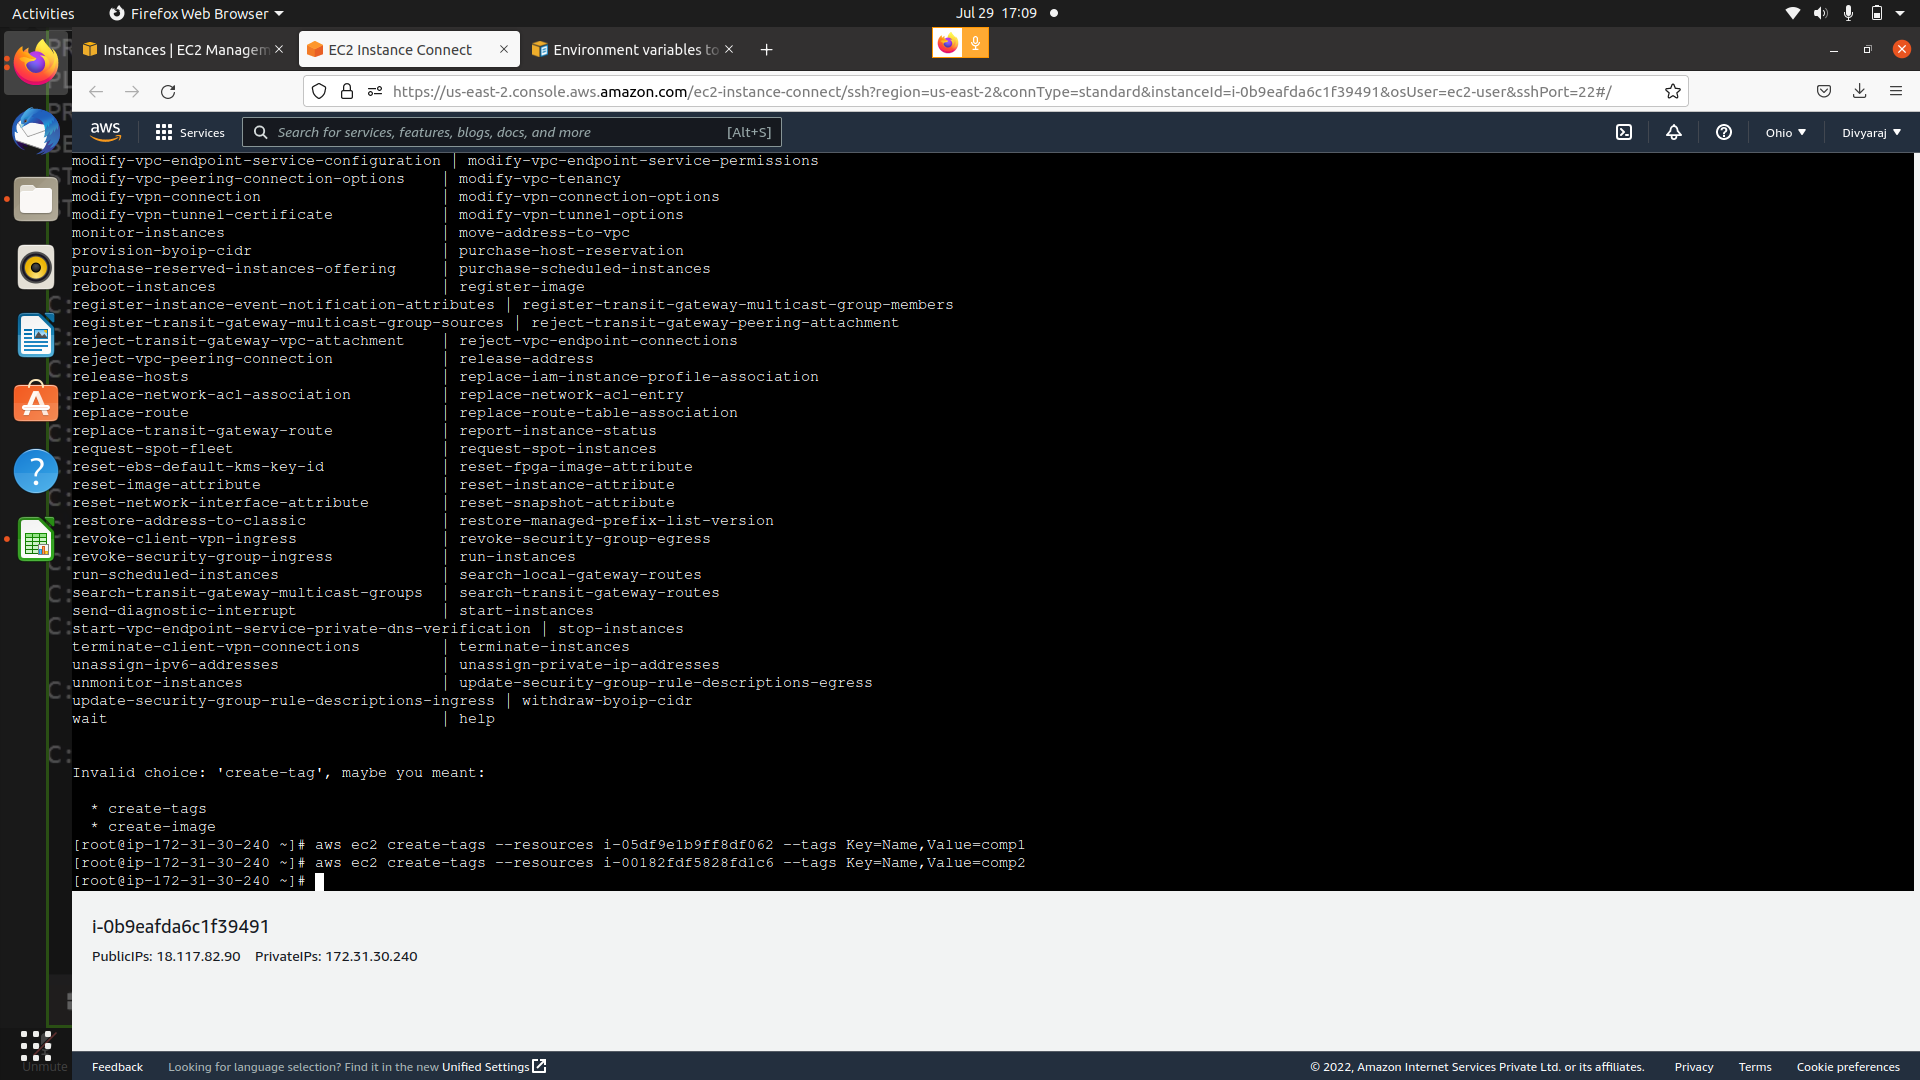 Activities
Firefox Web Browser
Jul 29 17:09
Instances | EC2 Managem
EC2 Instance Connect
Environment variables to
https://us-east-2.console.aws.amazon.com/ec2-instance-connect/ssh?region=us-east-2&connType=standard&instanceId=i-0b9eafda6c1f39491&osUser=ec2-user&sshPort=22#/
aws
Services
Search for services, features, blogs, docs, and more
[Alt+S]
Ohio
Divyaraj
modify-vpc-endpoint-service-configuration | modify-vpc-endpoint-service-permissions
modify-vpc-peering-connection-options | modify-vpc-tenancy
modify-vpn-connection | modify-vpn-connection-options
modify-vpn-tunnel-certificate | modify-vpn-tunnel-options
monitor-instances | move-address-to-vpc
provision-byoip-cidr | purchase-host-reservation
purchase-reserved-instances-offering | purchase-scheduled-instances
reboot-instances | register-image
register-instance-event-notification-attributes | register-transit-gateway-multicast-group-members
register-transit-gateway-multicast-group-sources | reject-transit-gateway-peering-attachment
reject-transit-gateway-vpc-attachment | reject-vpc-endpoint-connections
reject-vpc-peering-connection | release-address
release-hosts | replace-iam-instance-profile-association
replace-network-acl-association | replace-network-acl-entry
replace-route | replace-route-table-association
replace-transit-gateway-route | report-instance-status
request-spot-fleet | request-spot-instances
reset-ebs-default-kms-key-id | reset-fpga-image-attribute
reset-image-attribute | reset-instance-attribute
reset-network-interface-attribute | reset-snapshot-attribute
restore-address-to-classic | restore-managed-prefix-list-version
revoke-client-vpn-ingress | revoke-security-group-egress
revoke-security-group-ingress | run-instances
run-scheduled-instances | search-local-gateway-routes
search-transit-gateway-multicast-groups | search-transit-gateway-routes
send-diagnostic-interrupt | start-instances
start-vpc-endpoint-service-private-dns-verification | stop-instances
terminate-client-vpn-connections | terminate-instances
unassign-ipv6-addresses | unassign-private-ip-addresses
unmonitor-instances | update-security-group-rule-descriptions-egress
update-security-group-rule-descriptions-ingress | withdraw-byoip-cidr
wait | help
Invalid choice: 'create-tag', maybe you meant:
* create-tags
* create-image
[root@ip-172-31-30-240 ~]# aws ec2 create-tags --resources i-05df9e1b9ff8df062 --tags Key=Name,Value=comp1
[root@ip-172-31-30-240 ~]# aws ec2 create-tags --resources i-00182fdf5828fd1c6 --tags Key=Name,Value=comp2
[root@ip-172-31-30-240 ~]#
i-0b9eafda6c1f39491
PublicIPs: 18.117.82.90 PrivateIPs: 172.31.30.240
Unmute
Feedback
Looking for language selection? Find it in the new Unified Settings
© 2022, Amazon Internet Services Private Ltd. or its affiliates.
Privacy
Terms
Cookie preferences